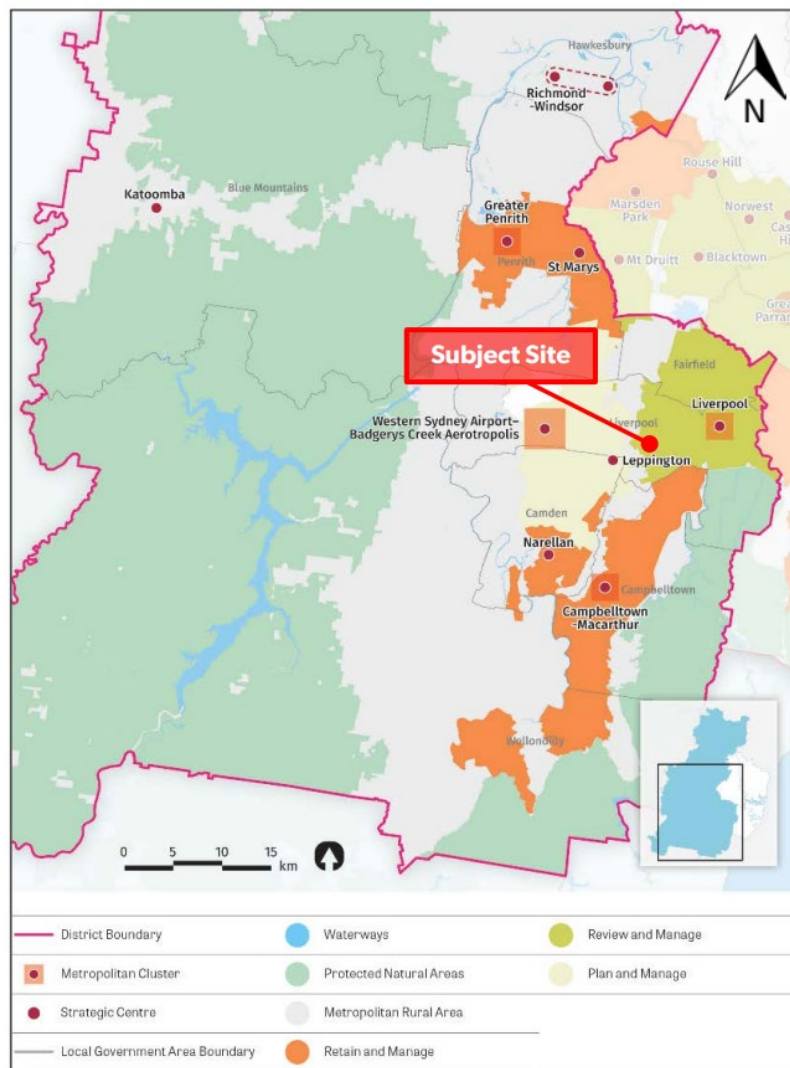 Hawkesbury
Richmond
-Windsor
N
Rouse Hill
Katoomba
Blue Mountains
Marsden
Park
Norwest
Greater
Penrith
Penrith
St Marys
Mt Druitt
Blacktown
Subject Site
Fairfield
Liverpool
Western Sydney Airport–
Badgerys Creek Aerotropolis
Liverpool
Leppington
Camden
Narellan
Campbelltown
Campbelltown
-Macarthur
Wollondilly
0 5 10 15
km
District Boundary
Waterways
Review and Manage
Metropolitan Cluster
Protected Natural Areas
Plan and Manage
Strategic Centre
Metropolitan Rural Area
Local Government Area Boundary
Retain and Manage